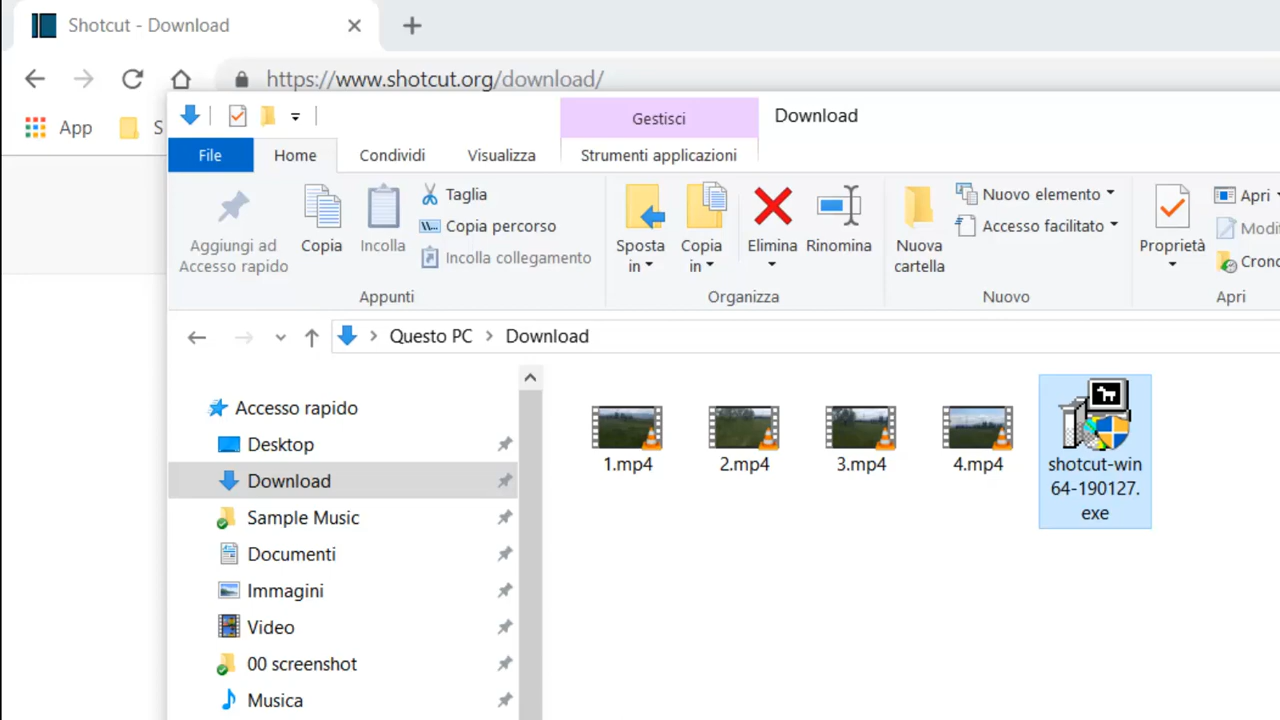 Shotcut - Download
https://www.shotcut.org/download/
App
S
Gestisci
Download
File
Home
Condividi
Visualizza
Strumenti applicazioni
Aggiungi ad
Accesso rapido
Copia
Incolla
Taglia
Copia percorso
Incolla collegamento
Appunti
Sposta
in
Copia
in
Elimina
Rinomina
Organizza
Nuova
cartella
Nuovo elemento
Accesso facilitato
Nuovo
Proprietà
Apri
Modi
Crono
Apri
Questo PC
Download
Accesso rapido
Desktop
Download
Sample Music
Documenti
Immagini
Video
00 screenshot
Musica
1.mp4
2.mp4
3.mp4
4.mp4
shotcut-win
64-190127.
exe